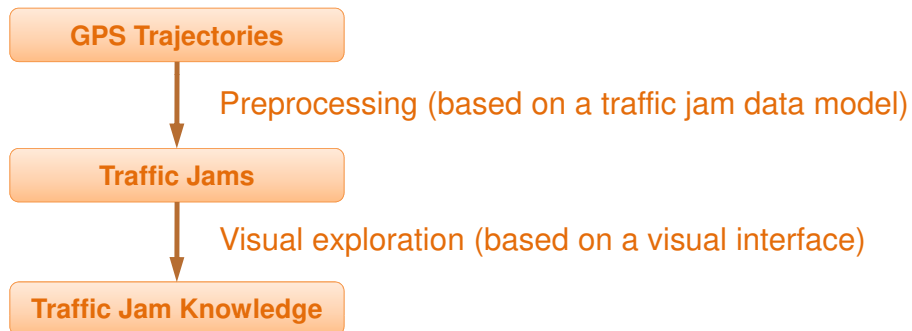 GPS Trajectories
Preprocessing (based on a traffic jam data model)
Traffic Jams
Visual exploration (based on a visual interface)
Traffic Jam Knowledge